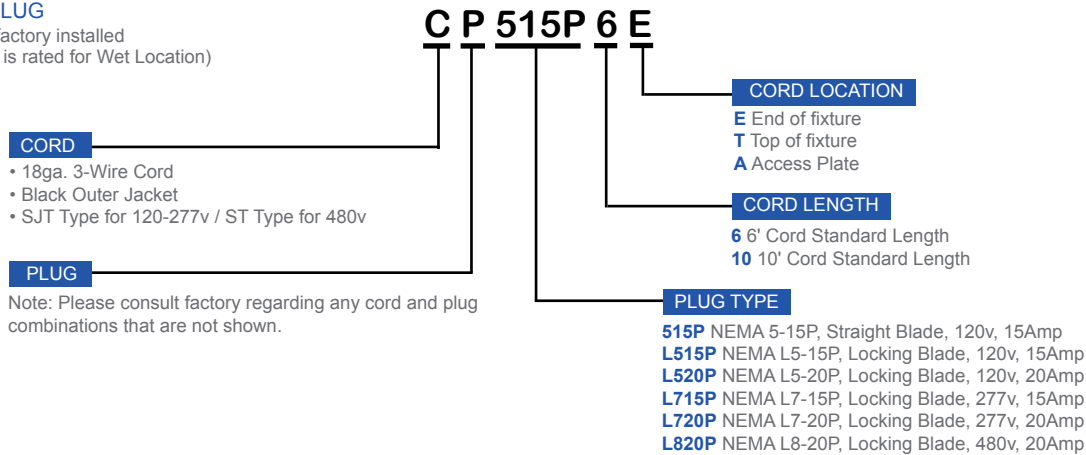 LUG
factory installed
is rated for Wet Location)
C P 515P 6 E
CORD
• 18ga. 3-Wire Cord
• Black Outer Jacket
• SJT Type for 120-277v / ST Type for 480v
PLUG
Note: Please consult factory regarding any cord and plug
combinations that are not shown.
CORD LOCATION
E End of fixture
T Top of fixture
A Access Plate
CORD LENGTH
6 6' Cord Standard Length
10 10' Cord Standard Length
PLUG TYPE
515P NEMA 5-15P, Straight Blade, 120v, 15Amp
L515P NEMA L5-15P, Locking Blade, 120v, 15Amp
L520P NEMA L5-20P, Locking Blade, 120v, 20Amp
L715P NEMA L7-15P, Locking Blade, 277v, 15Amp
L720P NEMA L7-20P, Locking Blade, 277v, 20Amp
L820P NEMA L8-20P, Locking Blade, 480v, 20Amp